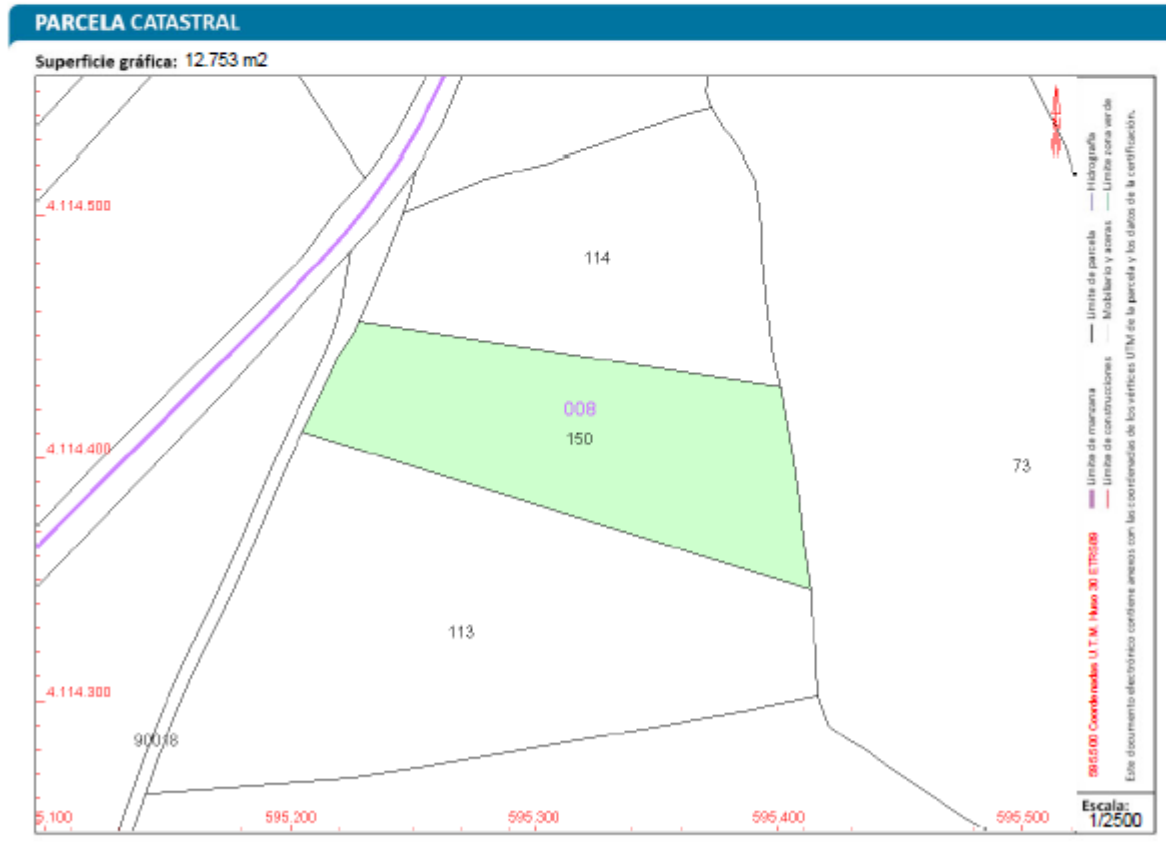 PARCELA CATASTRAL
Superficie gráfica: 12.753 m2
4.114.500
114
008
150
4.114.400
73
113
4.114.300
90018
5.100
595.200
595.300
595.400
595.500
Límite de manzana
Límite de parcela
Hidrografía
Límite de construcciones
Mobiliario y aceras
Límite zona verde
595.500 Coordenadas U.T.M. Huso 30 ETRS89
Este documento electrónico contiene anexos con las coordenadas de los vértices UTM de la parcela y los datos de la certificación.
Escala:
1/2500